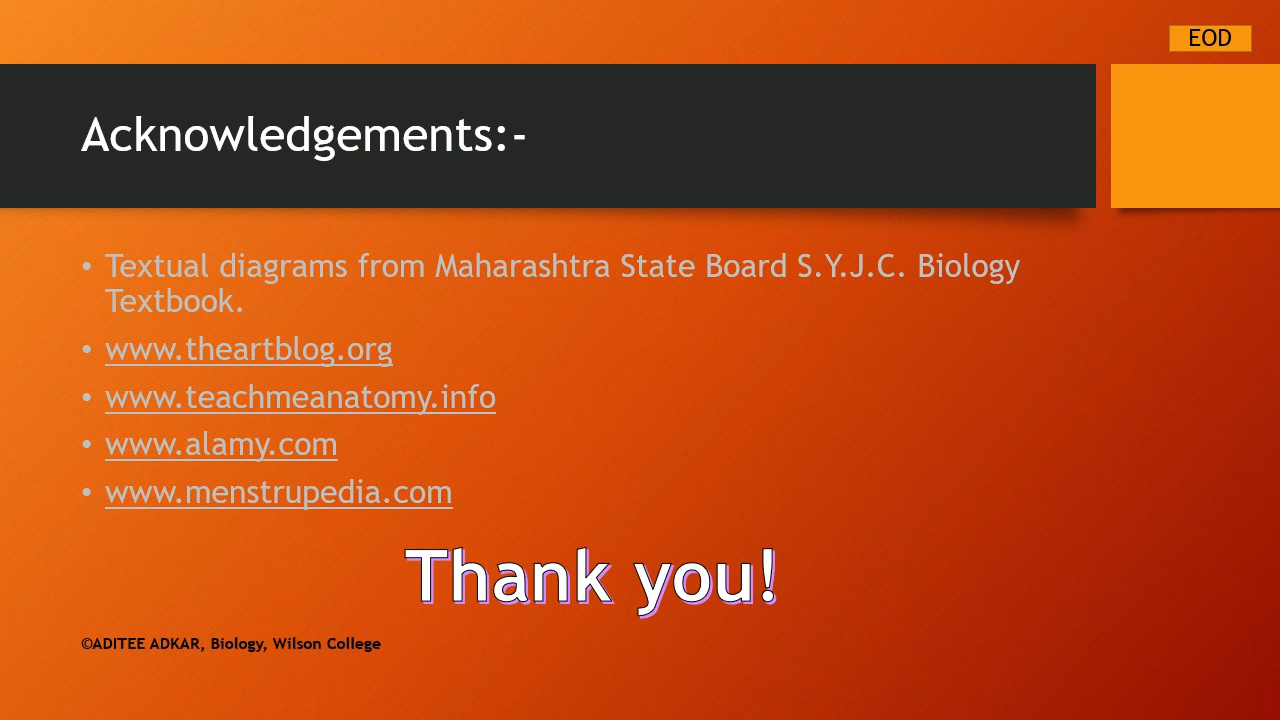 EOD
Acknowledgements:-
• Textual diagrams from Maharashtra State Board S.Y.J.C. Biology
Textbook.
• www.theartblog.org
• www.teachmeanatomy.info
• www.alamy.com
• www.menstrupedia.com
Thank you!
©ADITEE ADKAR, Biology, Wilson College